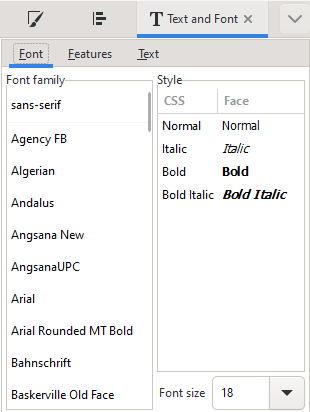 T Text and Font ×
Font Features Text
Font family
sans-serif
Agency FB
Algerian
Andalus
Angsana New
AngsanaUPC
Arial
Arial Rounded MT Bold
Bahnschrift
Baskerville Old Face
Style
CSS Face
Normal Normal
Italic Italic
Bold Bold
Bold Italic Bold Italic
Font size 18